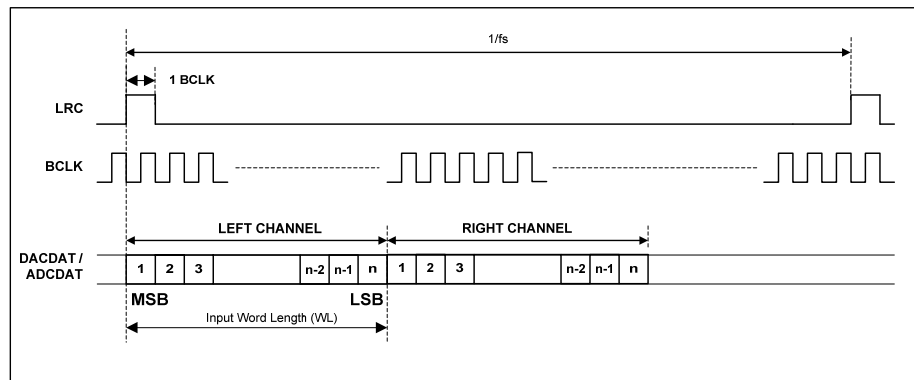 1/fs
1 BCLK
LRC
BCLK
LEFT CHANNEL RIGHT CHANNEL
DACDAT /
ADCDAT
1 2 3 n-2 n-1 n 1 2 3 n-2 n-1 n
MSB LSB
Input Word Length (WL)